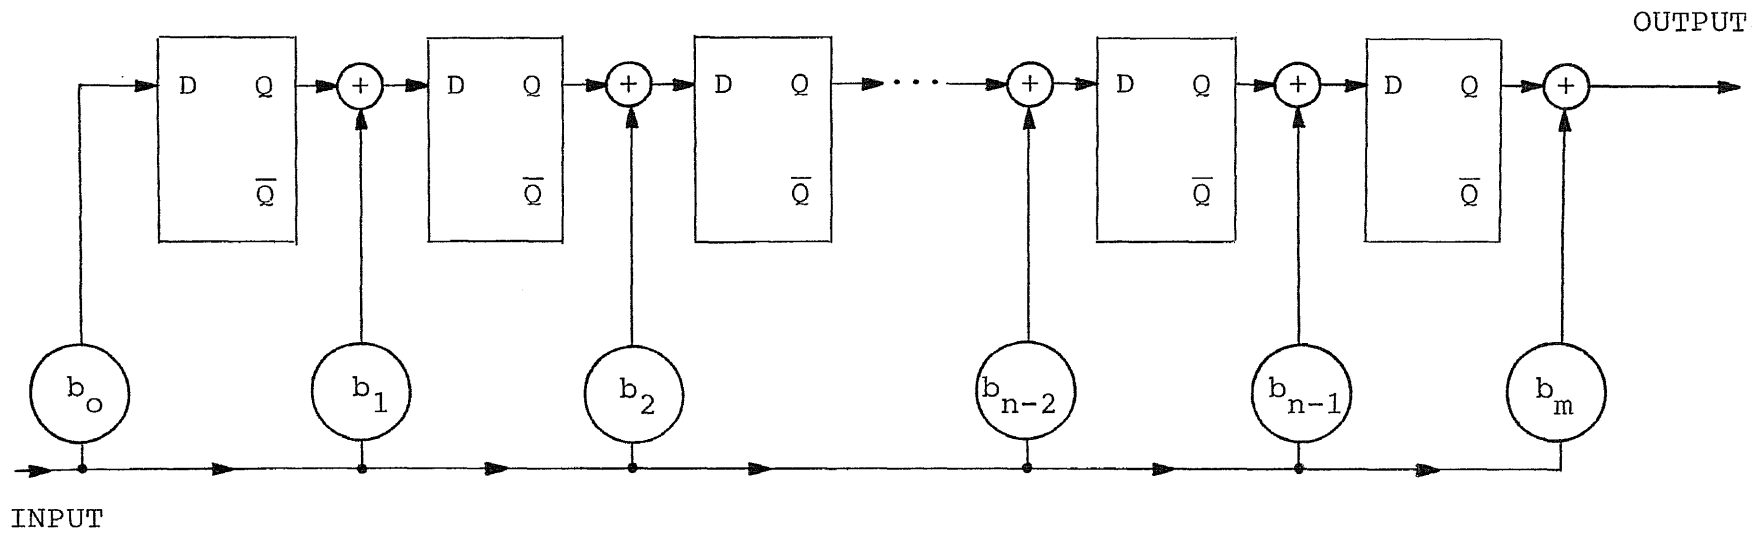 OUTPUT
D Q + D Q + D Q ... + D Q + D Q +
Q̅ Q̅ Q̅ Q̅ Q̅
b₀ b₁ b₂ bₙ₋₂ bₙ₋₁ bₘ
INPUT